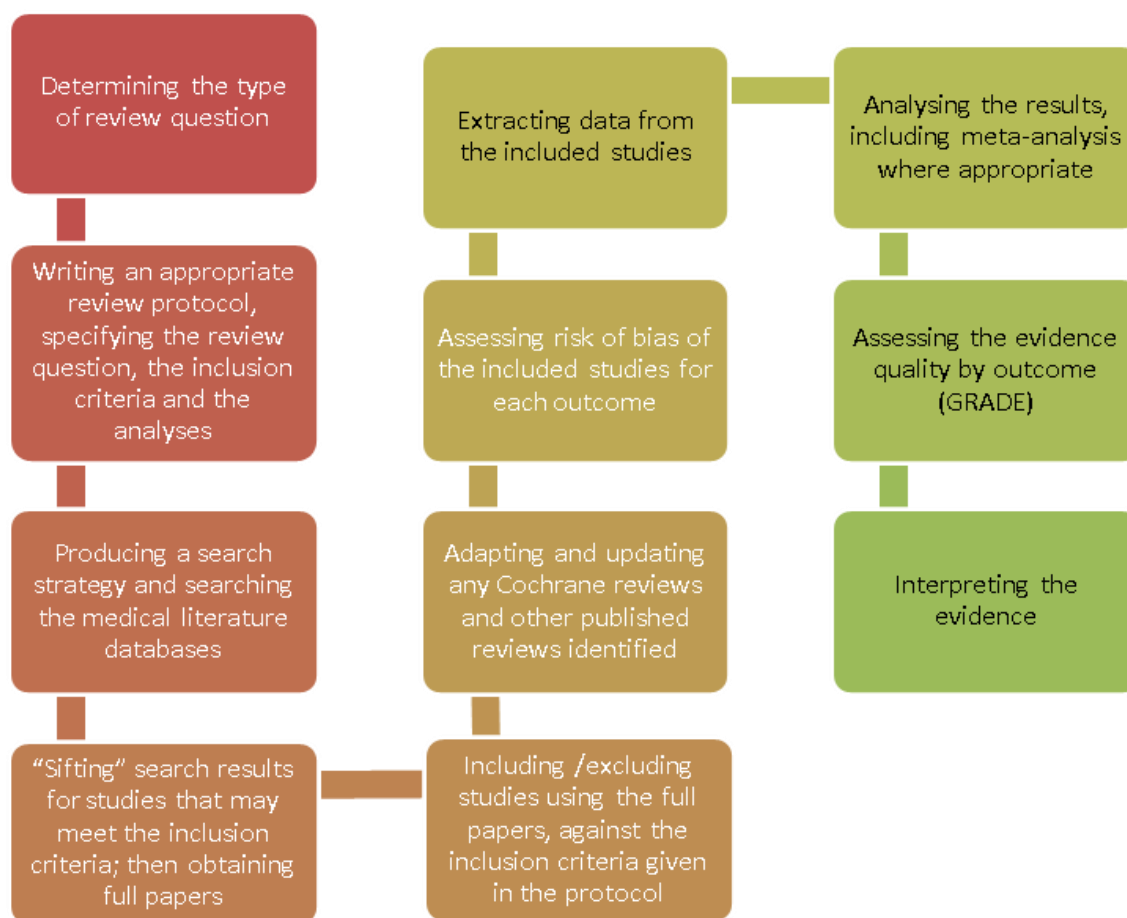 Determining the type
of review question
Writing an appropriate
review protocol,
specifying the review
question, the inclusion
criteria and the
analyses
Producing a search
strategy and searching
the medical literature
databases
“Sifting” search results
for studies that may
meet the inclusion
criteria; then obtaining
full papers
Including /excluding
studies using the full
papers, against the
inclusion criteria given
in the protocol
Adapting and updating
any Cochrane reviews
and other published
reviews identified
Assessing risk of bias of
the included studies for
each outcome
Extracting data from
the included studies
Analysing the results,
including meta-analysis
where appropriate
Assessing the evidence
quality by outcome
(GRADE)
Interpreting the
evidence